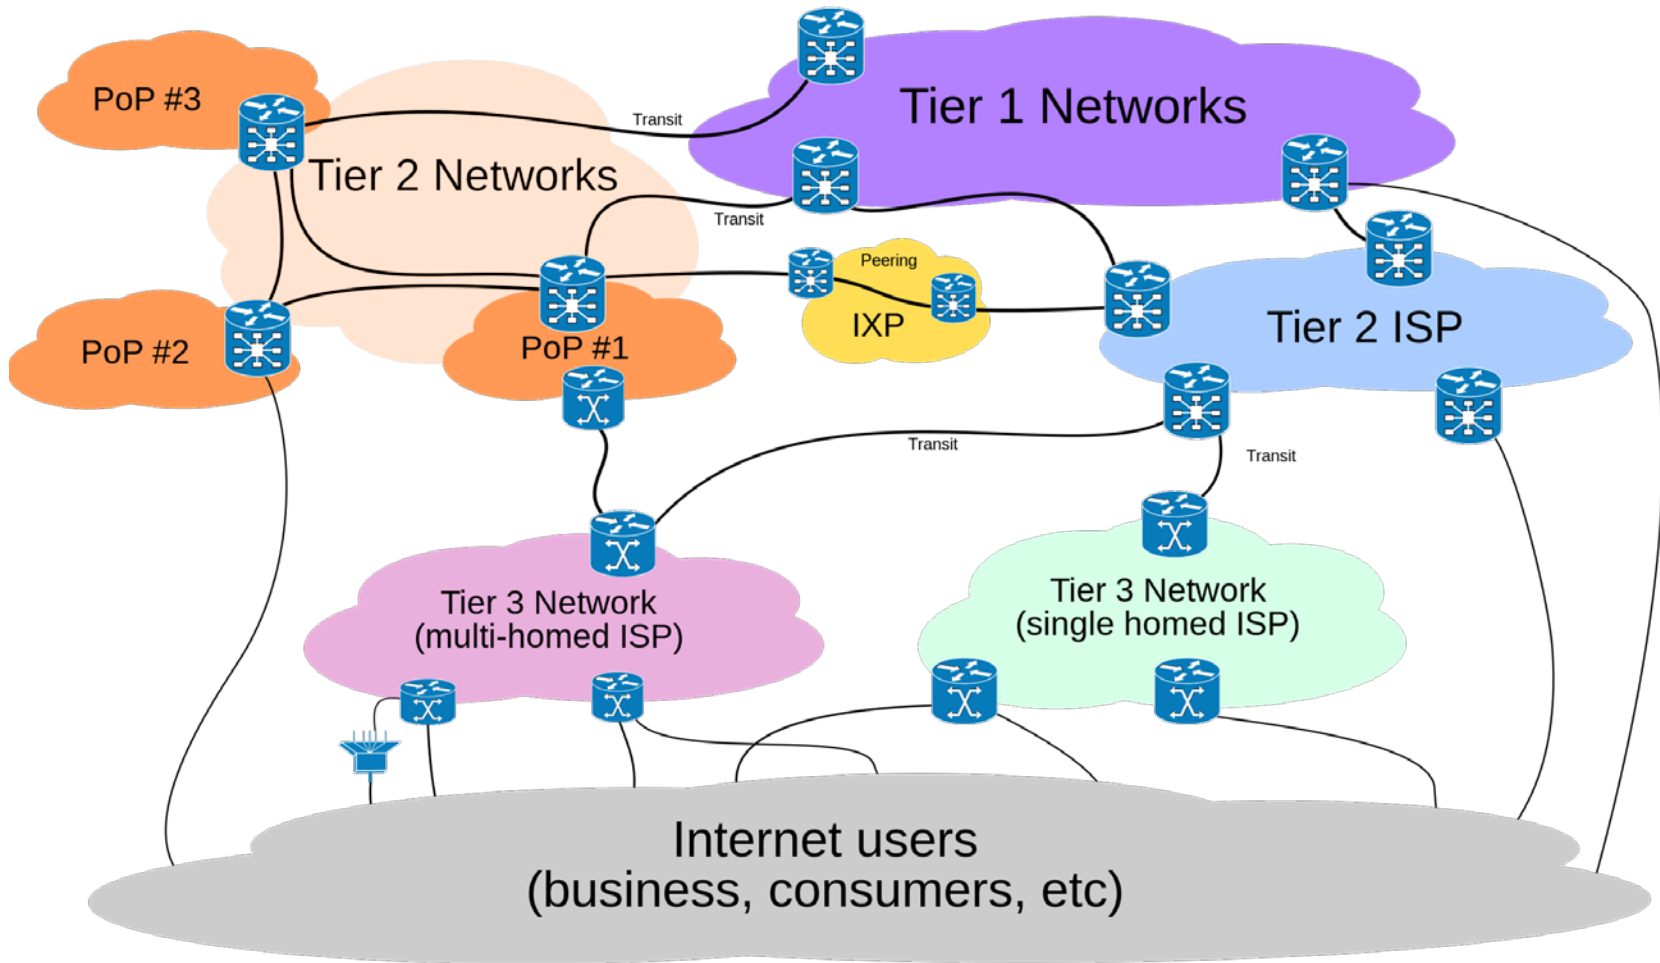 PoP #3
Transit
Tier 1 Networks
Tier 2 Networks
Transit
Peering
IXP
Tier 2 ISP
PoP #2
PoP #1
Transit
Transit
Tier 3 Network
(multi-homed ISP)
Tier 3 Network
(single homed ISP)
Internet users
(business, consumers, etc)